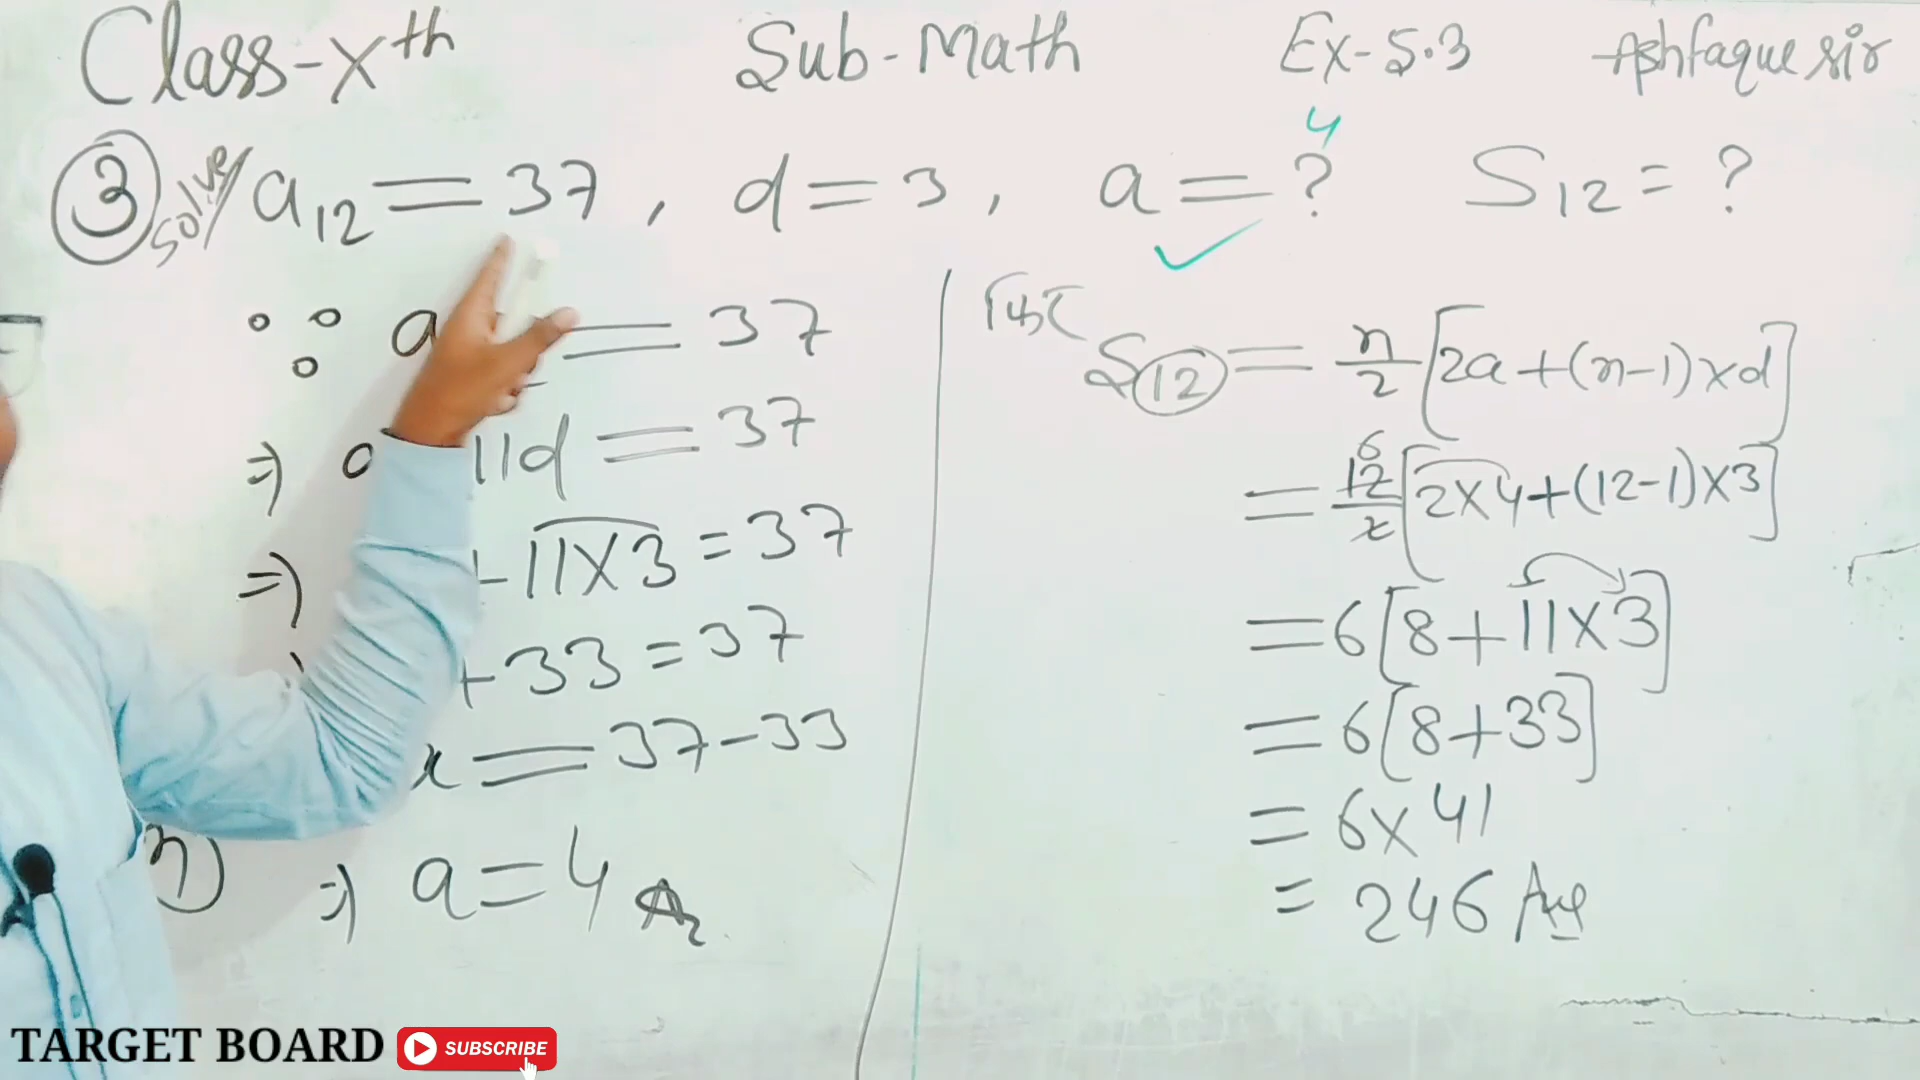 Class-Xth Sub-Math Ex-5.3 Ashfaque sir
③ Solve/ a₁₂ = 37 , d = 3 , a = ? 4 ✓ S₁₂ = ?
∵ a = 37
⇒ 11d = 37
⇒ + 11×3 = 37
+ 33 = 37
= 37-33
⇒ a = 4
S₁₂ = n/2 [2a + (n-1)×d]
= 12/2 6 [2×4 + (12-1)×3]
= 6[8 + 11×3]
= 6[8+33]
= 6×41
= 246 Ans
TARGET BOARD SUBSCRIBE